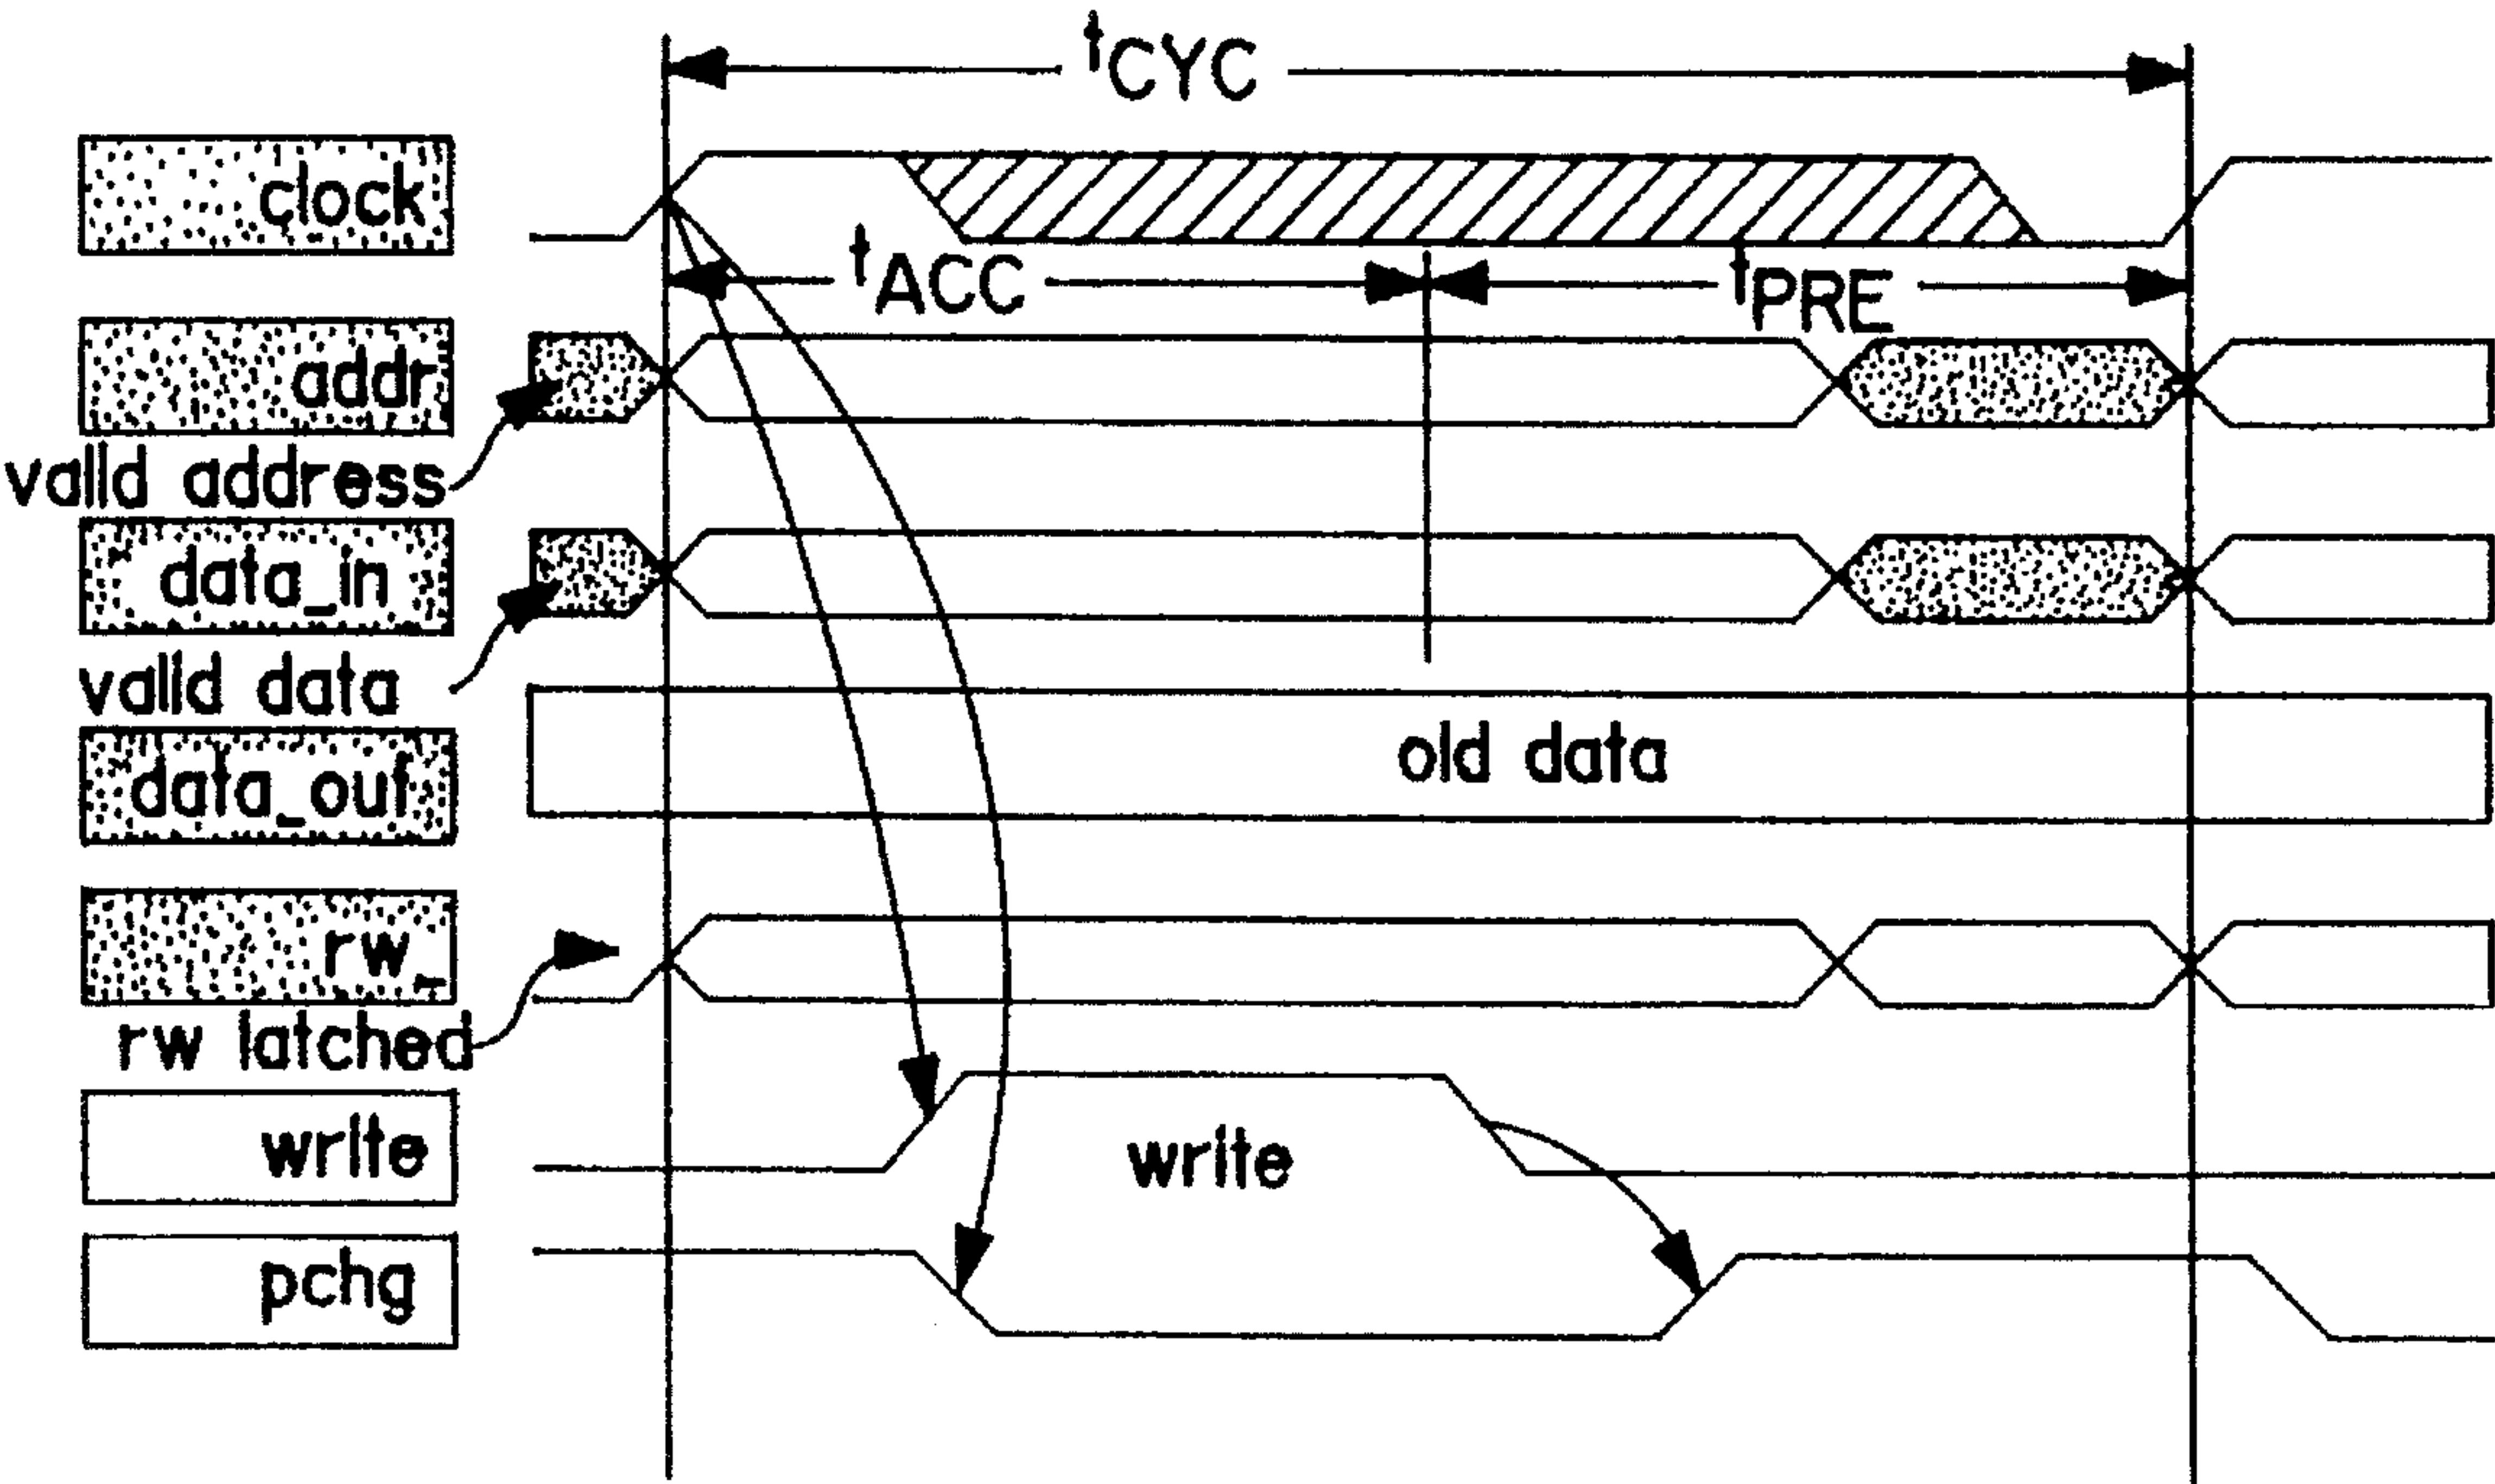 tCYC
clock
tACC
tPRE
addr
valid address
data_in
valid data
old data
data_out
rw_
rw latched
write
write
pchg